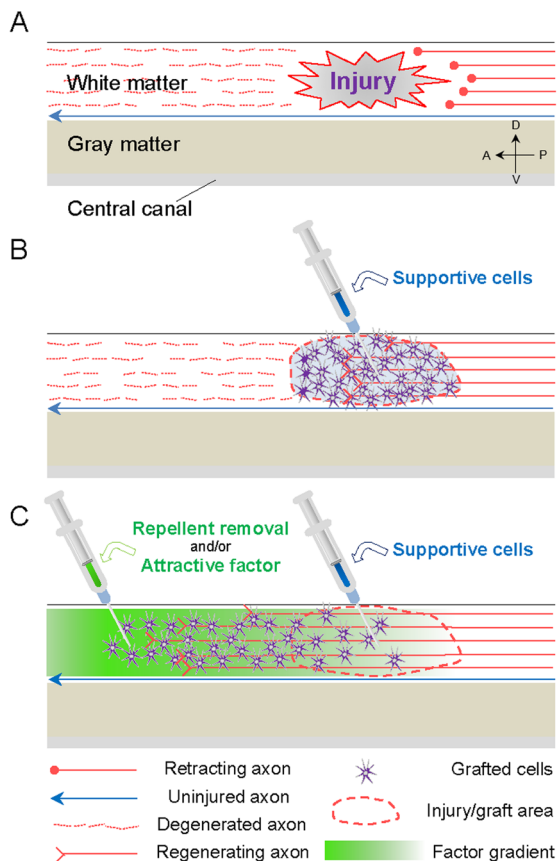 A
White matter
Injury
Gray matter
D
A
P
V
Central canal
B
Supportive cells
C
Repellent removal
and/or
Attractive factor
Supportive cells
Retracting axon
Grafted cells
Uninjured axon
Injury/graft area
Degenerated axon
Regenerating axon
Factor gradient